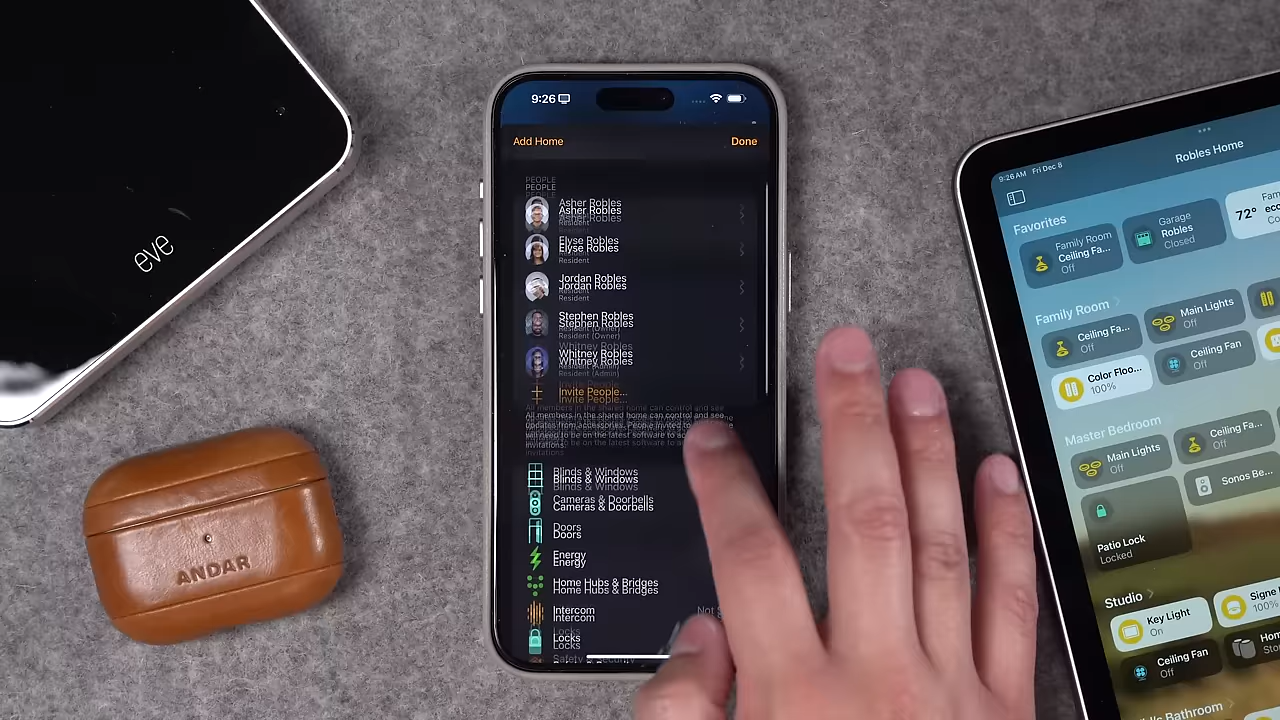 eve
ANDAR
9:26
Add Home
Done
PEOPLE
Asher Robles
Resident
Elyse Robles
Resident
Jordan Robles
Resident
Stephen Robles
Resident (Owner)
Whitney Robles
Resident (Admin)
Invite People...
All members in the shared home can control and see
updates from accessories. People invited to
will need to be on the latest software to
invitations.
Blinds & Windows
Cameras & Doorbells
Doors
Energy
Home Hubs & Bridges
Intercom
Not S
Locks
Safety & Security
9:26 AM Fri Dec 8
Robles Home
Favorites
Family Room
Ceiling Fa...
Off
Garage
Robles
Closed
72°
Family Room
Ceiling Fa...
Off
Main Lights
Off
Color Floo...
100%
Ceiling Fan
Off
Master Bedroom
Main Lights
Off
Ceiling Fa...
Off
Patio Lock
Locked
Sonos Be...
Studio
Key Light
On
Signe
100%
Ceiling Fan
Off
Bathroom